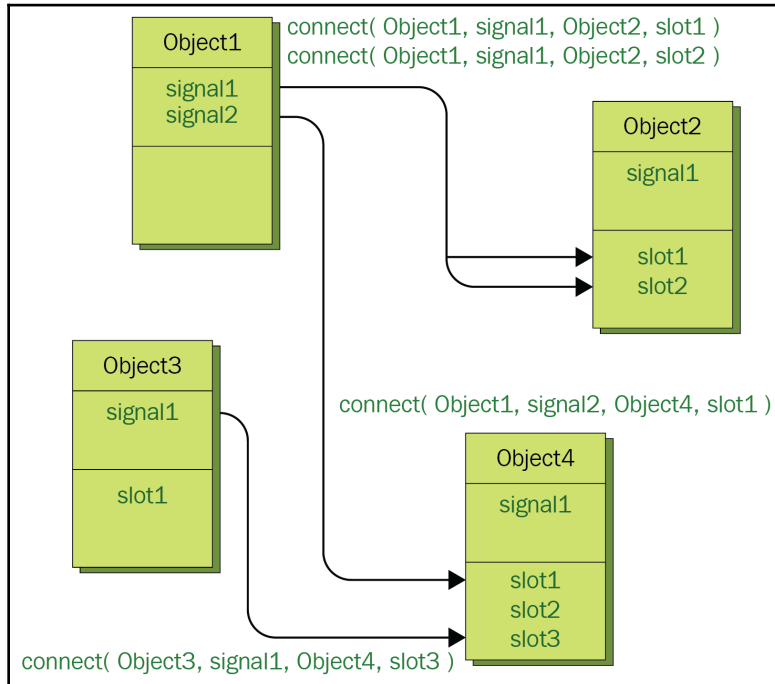 Object1
signal1
signal2
connect( Object1, signal1, Object2, slot1 )
connect( Object1, signal1, Object2, slot2 )
Object2
signal1
slot1
slot2
Object3
signal1
slot1
connect( Object1, signal2, Object4, slot1 )
Object4
signal1
slot1
slot2
slot3
connect( Object3, signal1, Object4, slot3 )